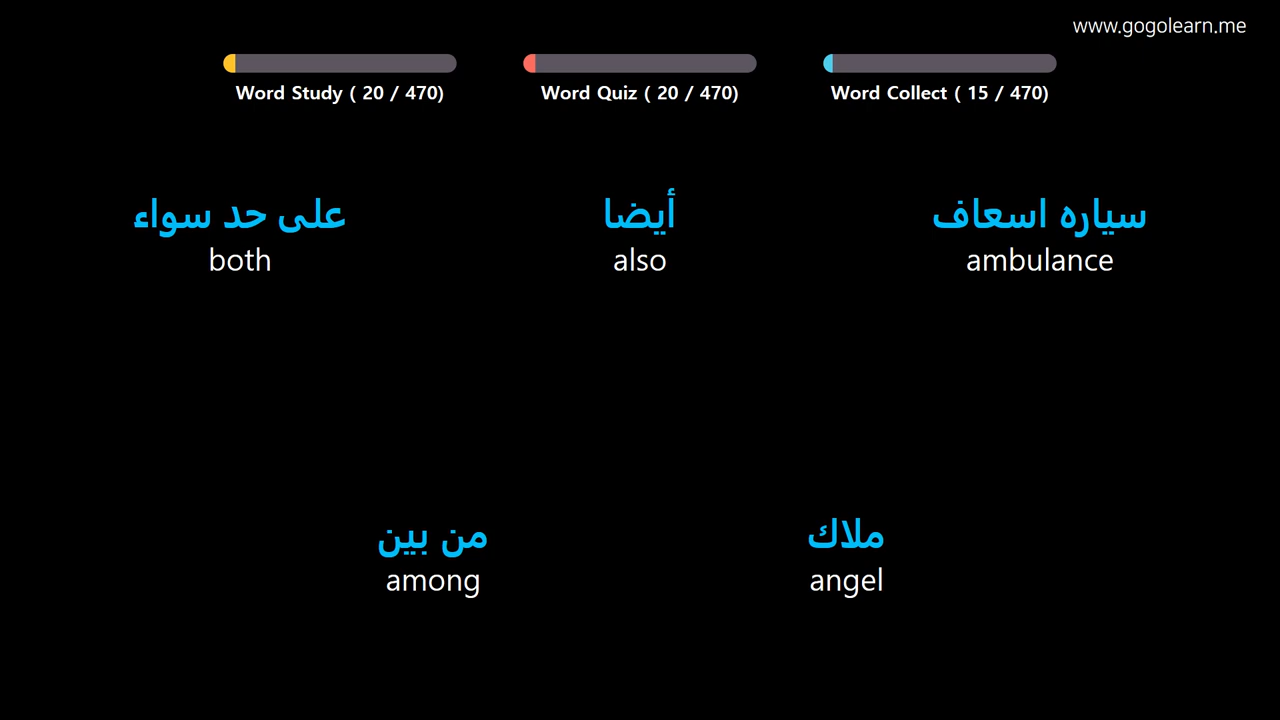 www.gogolearn.me
Word Study ( 20 / 470)
Word Quiz ( 20 / 470)
Word Collect ( 15 / 470)
على حد سواء
both
أيضا
also
سياره اسعاف
ambulance
من بين
among
ملاك
angel